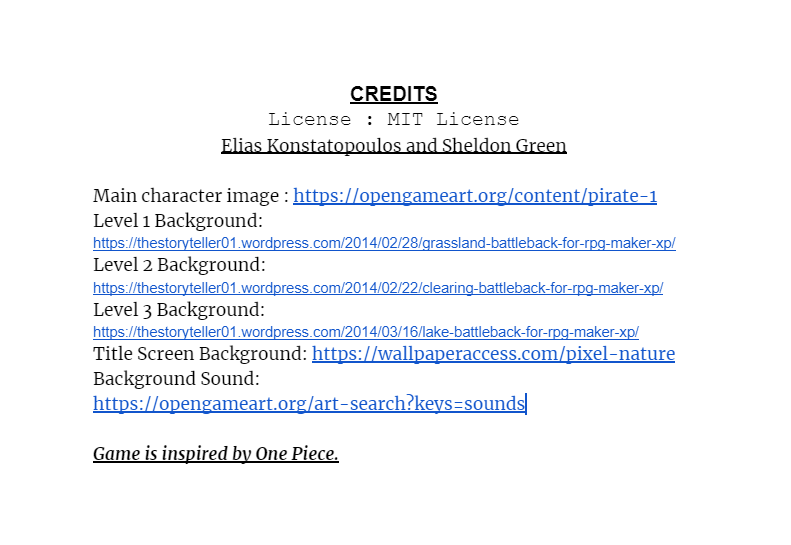 CREDITS
License : MIT License
Elias Konstatopoulos and Sheldon Green
Main character image : https://opengameart.org/content/pirate-1
Level 1 Background:
https://thestoryteller01.wordpress.com/2014/02/28/grassland-battleback-for-rpg-maker-xp/
Level 2 Background:
https://thestoryteller01.wordpress.com/2014/02/22/clearing-battleback-for-rpg-maker-xp/
Level 3 Background:
https://thestoryteller01.wordpress.com/2014/03/16/lake-battleback-for-rpg-maker-xp/
Title Screen Background: https://wallpaperaccess.com/pixel-nature
Background Sound:
https://opengameart.org/art-search?keys=sounds
Game is inspired by One Piece.